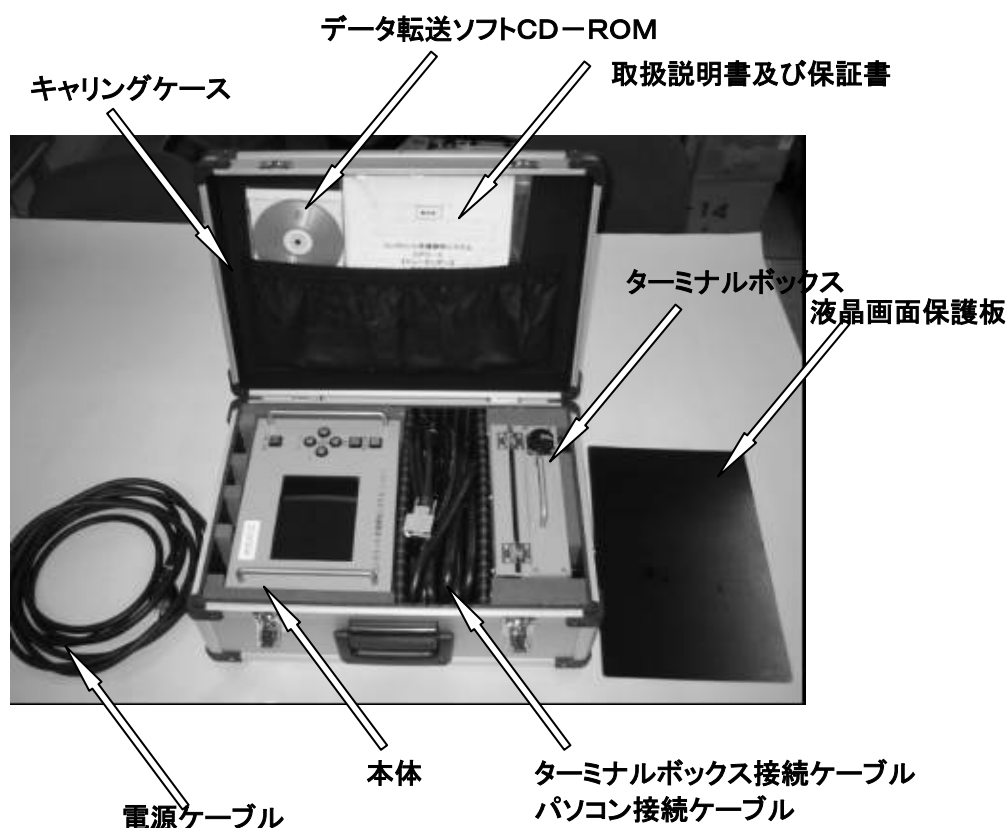 データ転送ソフトCD－ROM
取扱説明書及び保証書
キャリングケース
ターミナルボックス
液晶画面保護板
-14
本体
ターミナルボックス接続ケーブル
パソコン接続ケーブル
電源ケーブル